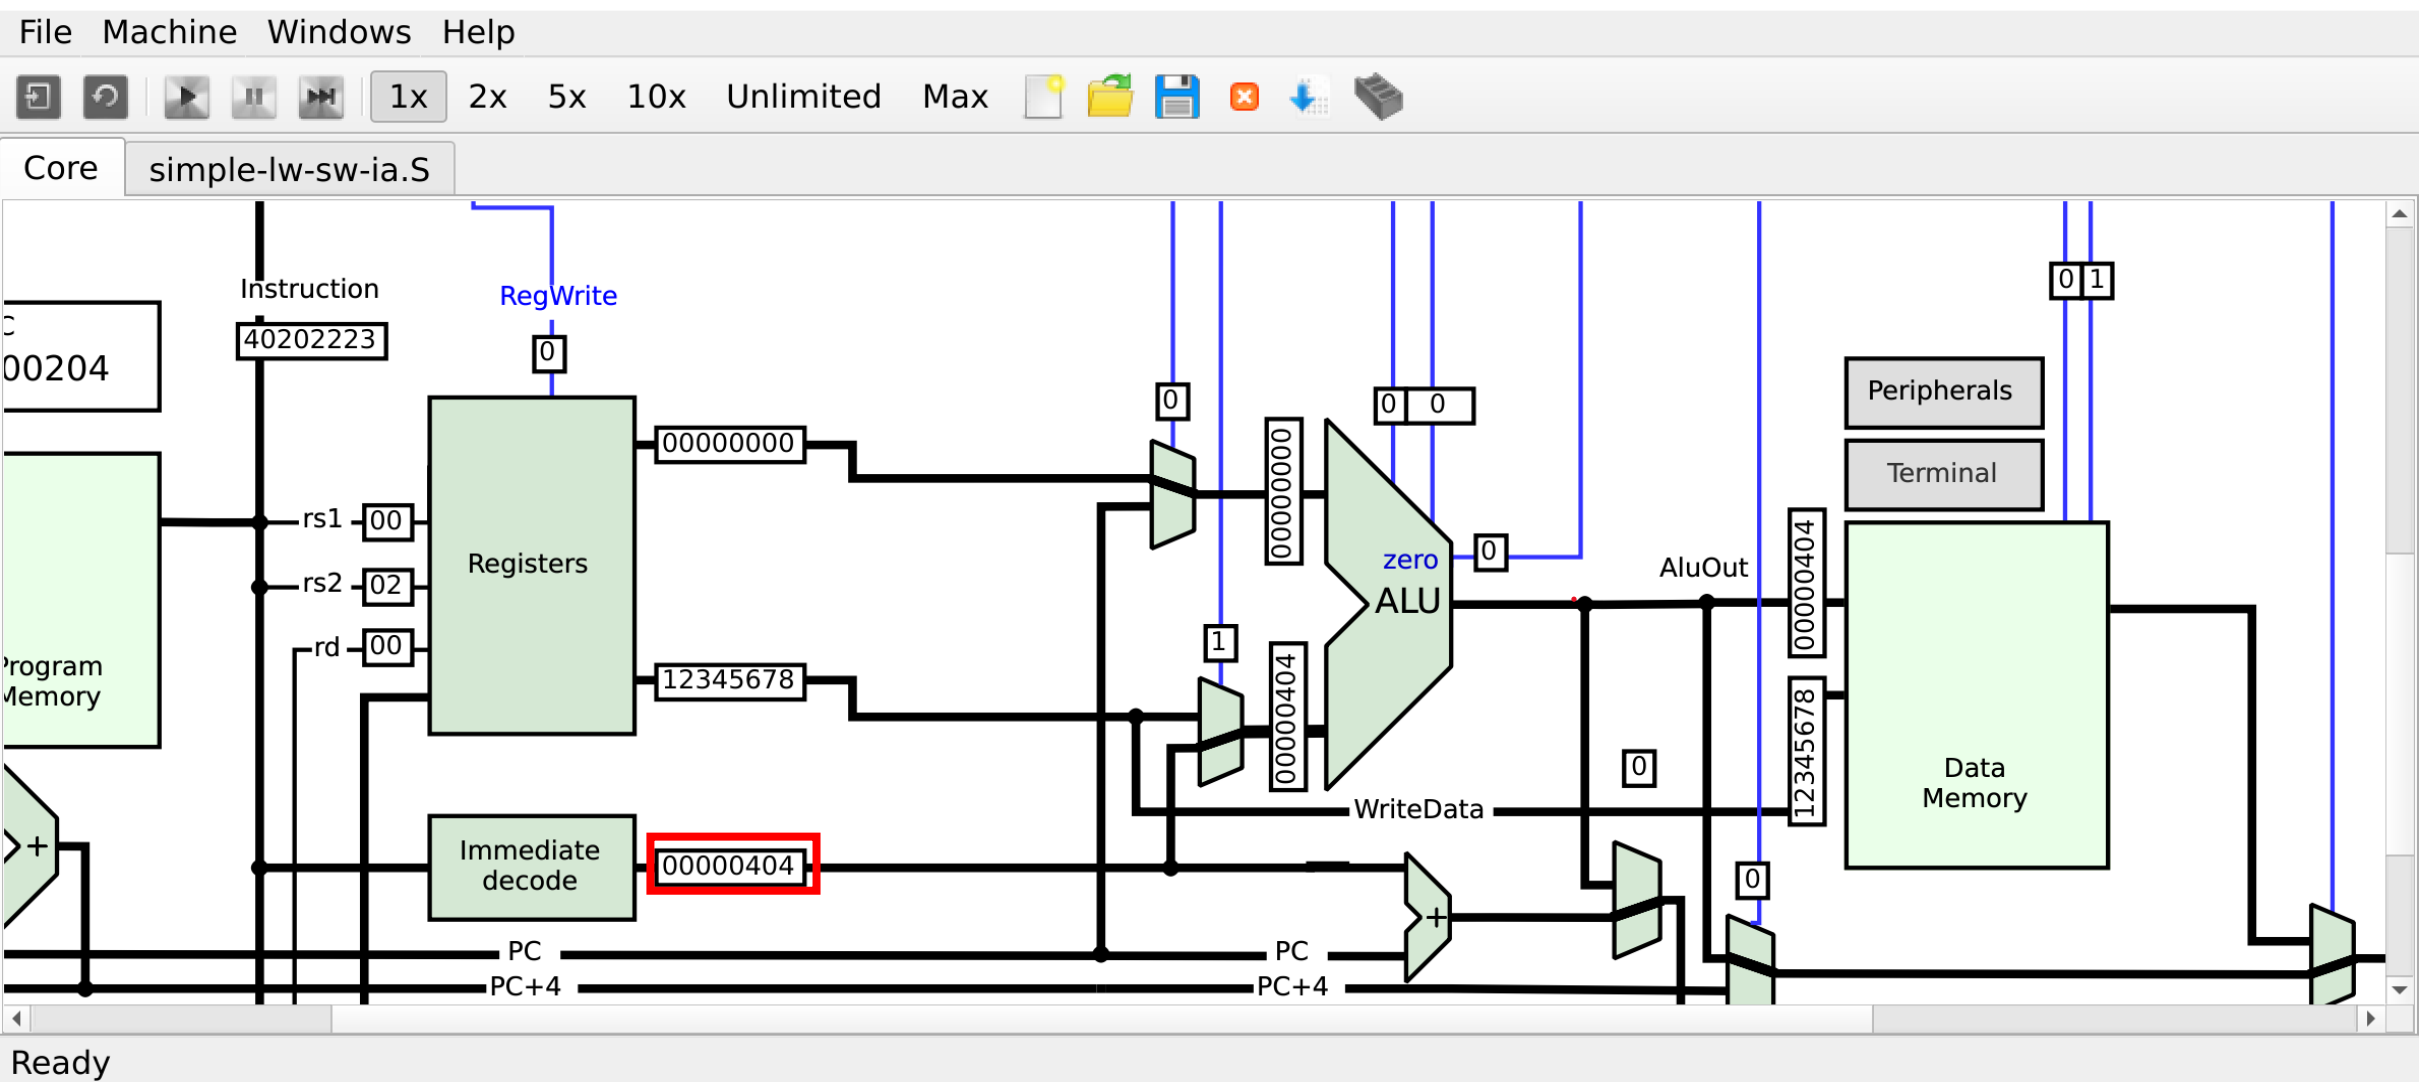 File Machine Windows Help
1x 2x 5x 10x Unlimited Max
Core simple-lw-sw-ia.S
Instruction
RegWrite
0 1
C
00204
40202223
0
Peripherals
0
0 0
00000000
00000000
Terminal
rs1 00
zero 0
00000404
AluOut
Registers
rs2 02
ALU
rd 00
1
Program
Memory
12345678
00000404
12345678
0
Data
Memory
WriteData
+
Immediate
decode
00000404
0
+
PC PC
PC+4 PC+4
Ready